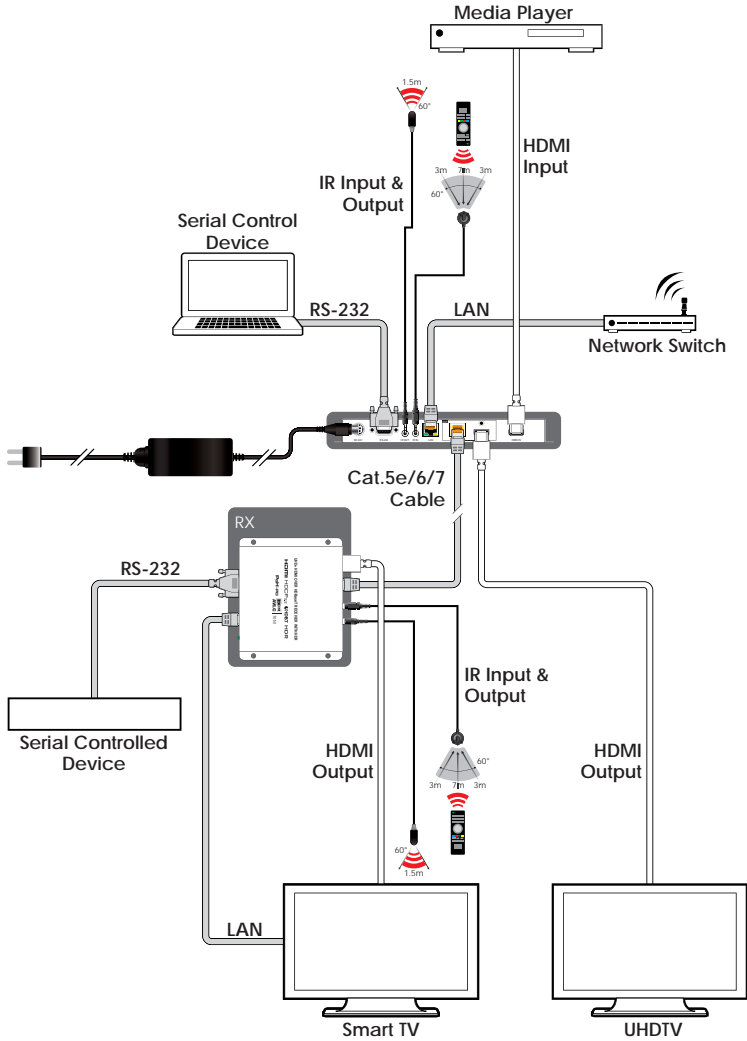 Media Player
1.5m
60°
HDMI
Input
3m 7m 3m
60°
IR Input &
Output
Serial Control
Device
RS-232
LAN
Network Switch
Cat.5e/6/7
Cable
RX
RS-232
IR Input &
Output
Serial Controlled
Device
HDMI
Output
HDMI
Output
60°
3m 7m 3m
60°
1.5m
LAN
Smart TV
UHDTV